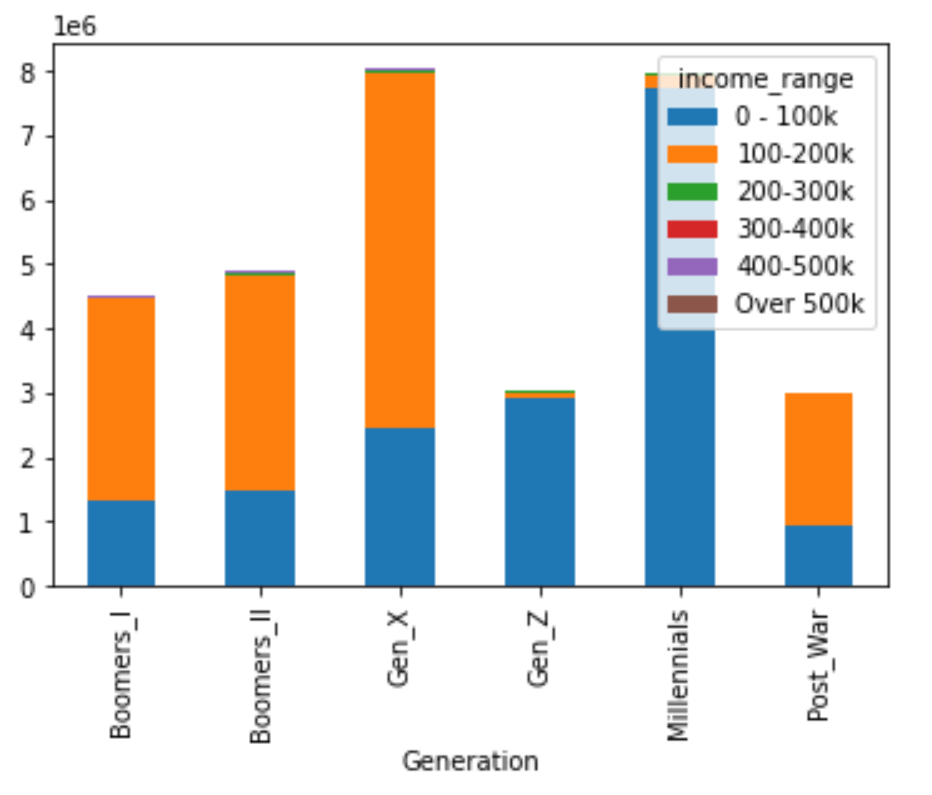 1e6
8
7
6
5
4
3
2
1
0
income_range
0 - 100k
100-200k
200-300k
300-400k
400-500k
Over 500k
Boomers_I
Boomers_II
Gen_X
Gen_Z
Millennials
Post_War
Generation